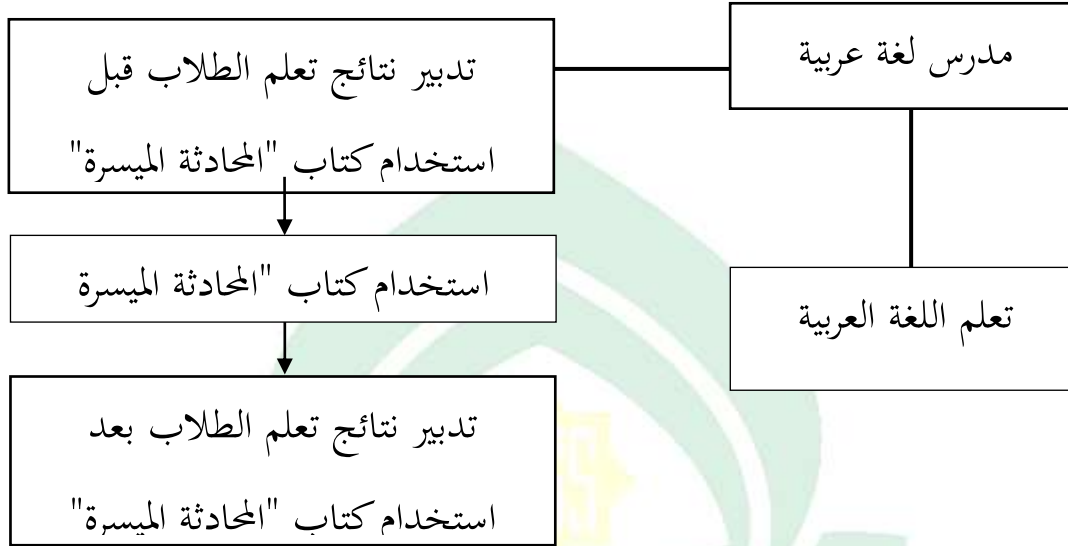 مدرس لغة عربية
تعلم اللغة العربية
تدبير نتائج تعلم الطلاب قبل
استخدام كتاب "المحادثة الميسرة"
استخدام كتاب "المحادثة الميسرة
تدبير نتائج تعلم الطلاب بعد
استخدام كتاب "المحادثة الميسرة"